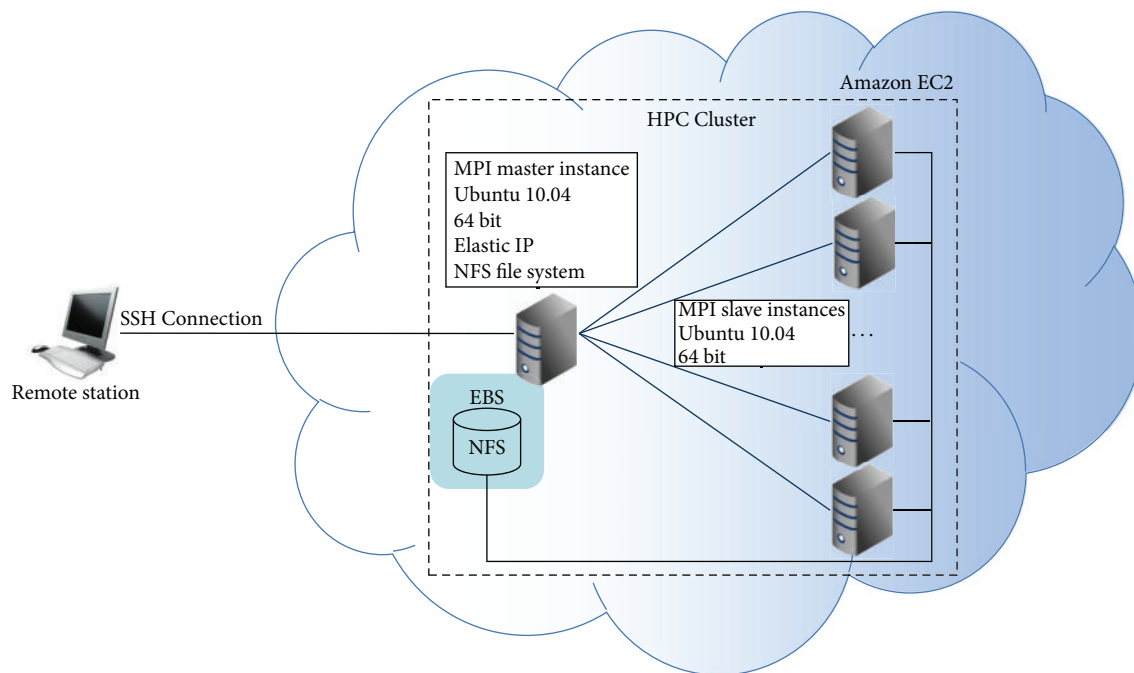 Amazon EC2
HPC Cluster
MPI master instance
Ubuntu 10.04
64 bit
Elastic IP
NFS file system
SSH Connection
Remote station
MPI slave instances
Ubuntu 10.04
64 bit
...
EBS
NFS